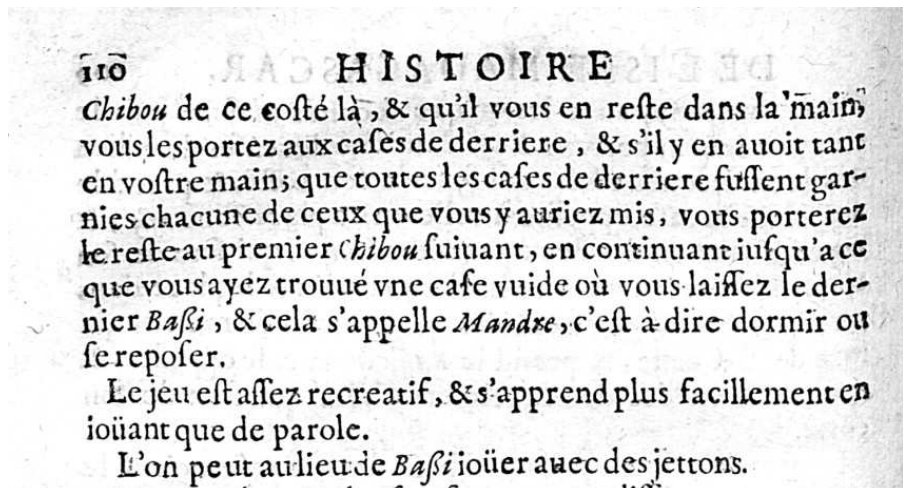 110 HISTOIRE
Chibou de ce costé là, & qu'il vous en reste dans la main,
vous les portez aux cases de derriere, & s'il y en auoit tant
en vostre main; que toutes les cases de derriere fussent gar-
nies chacune de ceux que vous y auriez mis, vous porterez
le reste au premier Chibou suiuant, en continuant iusqu'a ce
que vous ayez trouué vne case vuide où vous laissez le der-
nier Baßi, & cela s'appelle Mandre, c'est à dire dormir ou
se reposer.
Le jeu est assez recreatif, & s'apprend plus facillement en
ioüant que de parole.
L'on peut au lieu de Baßi ioüer auec des jettons.